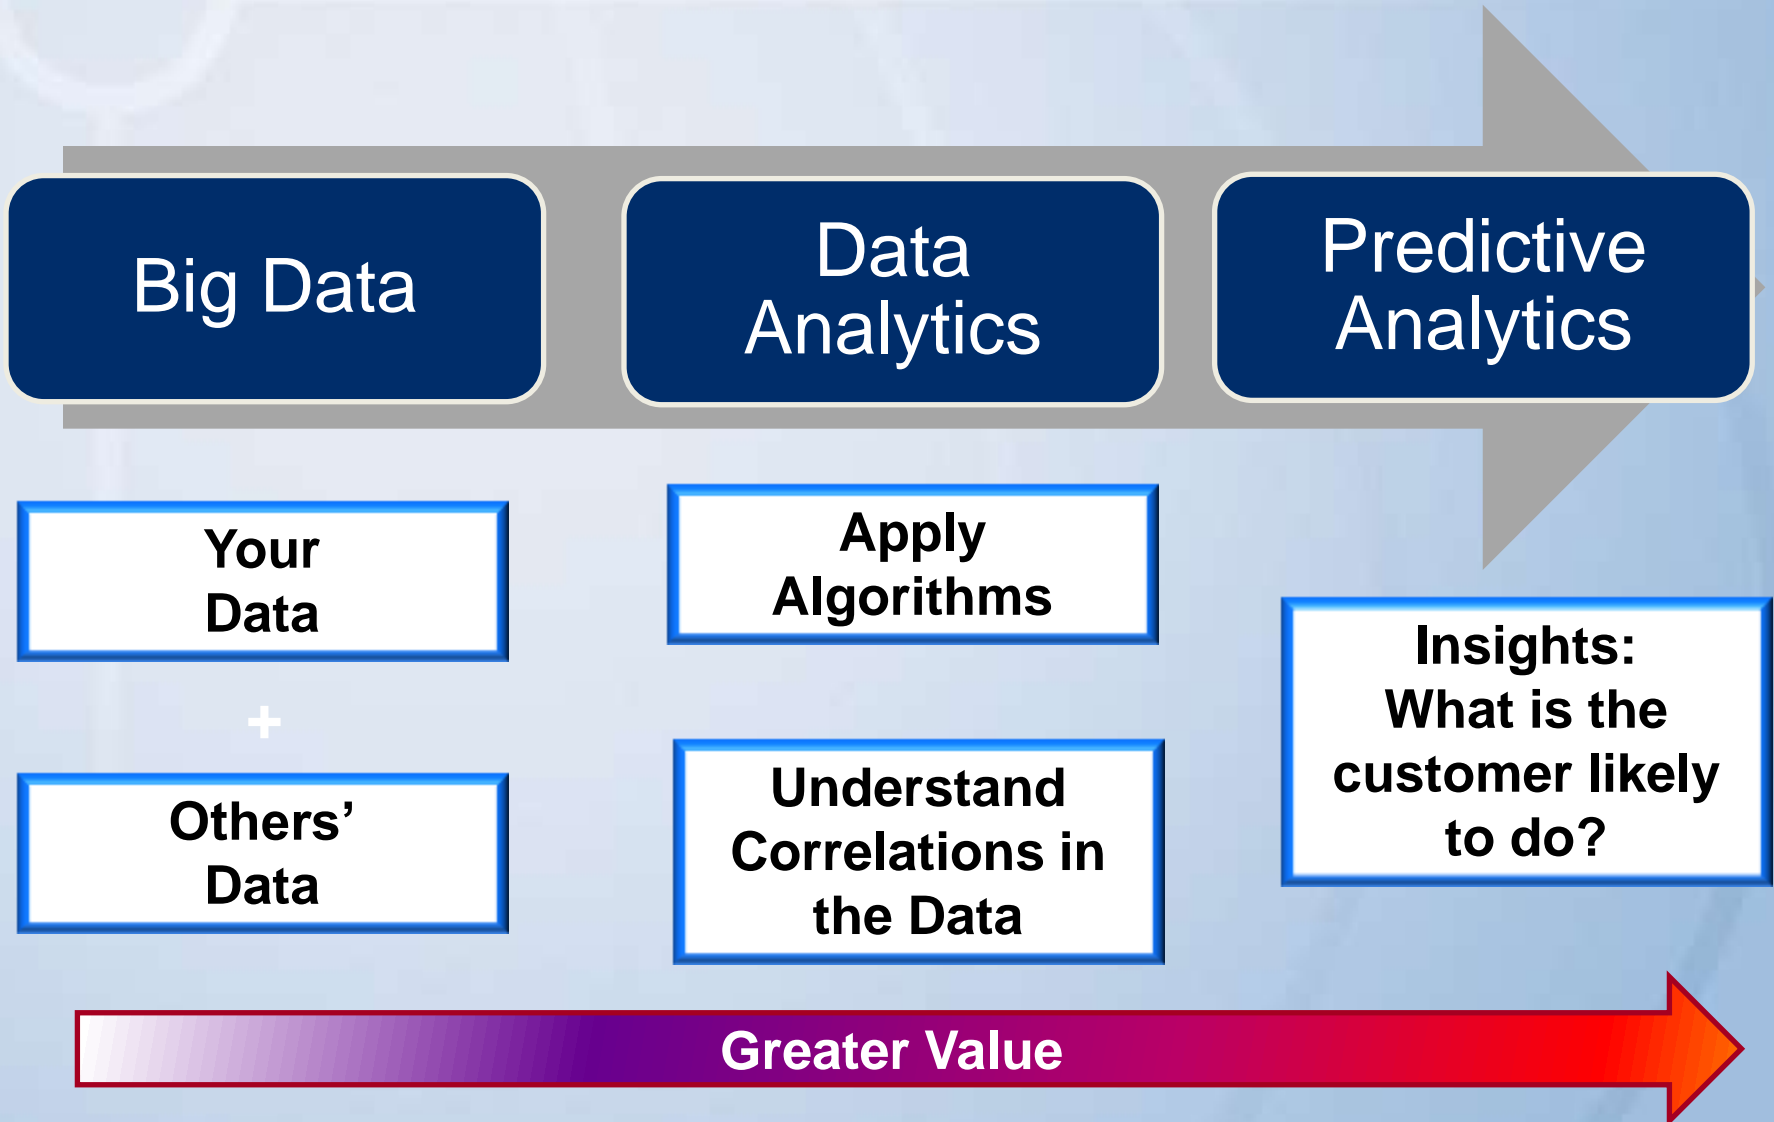 Big Data
Data
Analytics
Predictive
Analytics
Your
Data
+
Others’
Data
Apply
Algorithms
Understand
Correlations in
the Data
Insights:
What is the
customer likely
to do?
Greater Value